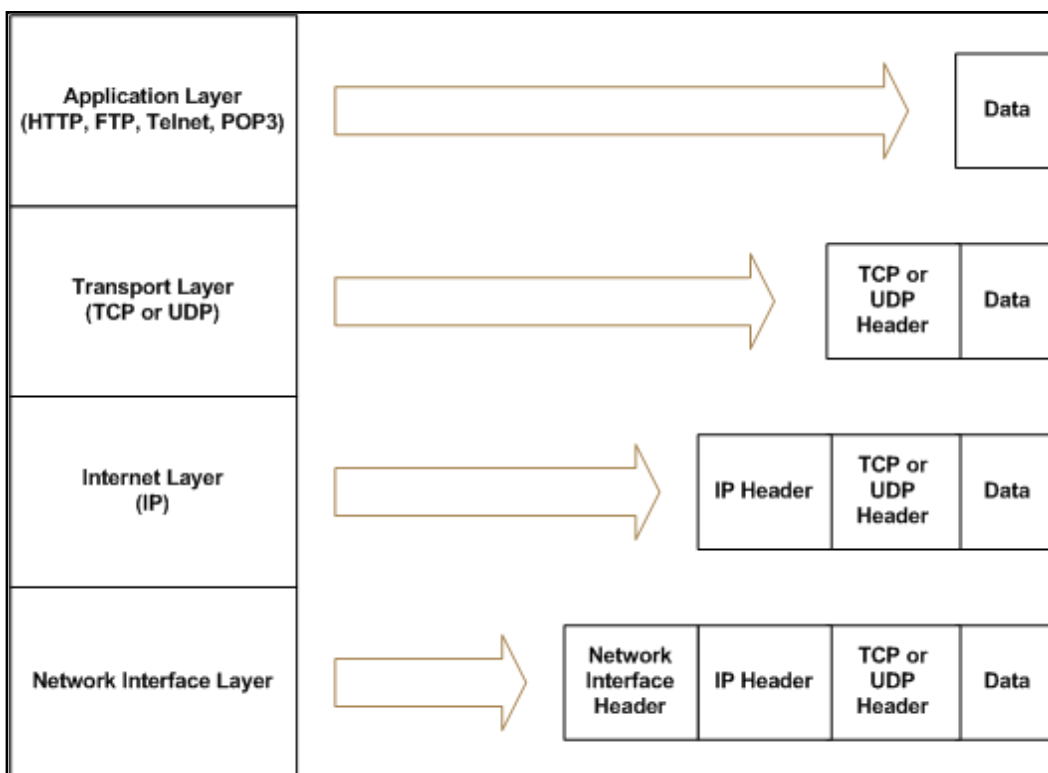 Application Layer
(HTTP, FTP, Telnet, POP3)
Data
Transport Layer
(TCP or UDP)
TCP or
UDP
Header
Data
Internet Layer
(IP)
IP Header
TCP or
UDP
Header
Data
Network Interface Layer
Network
Interface
Header
IP Header
TCP or
UDP
Header
Data